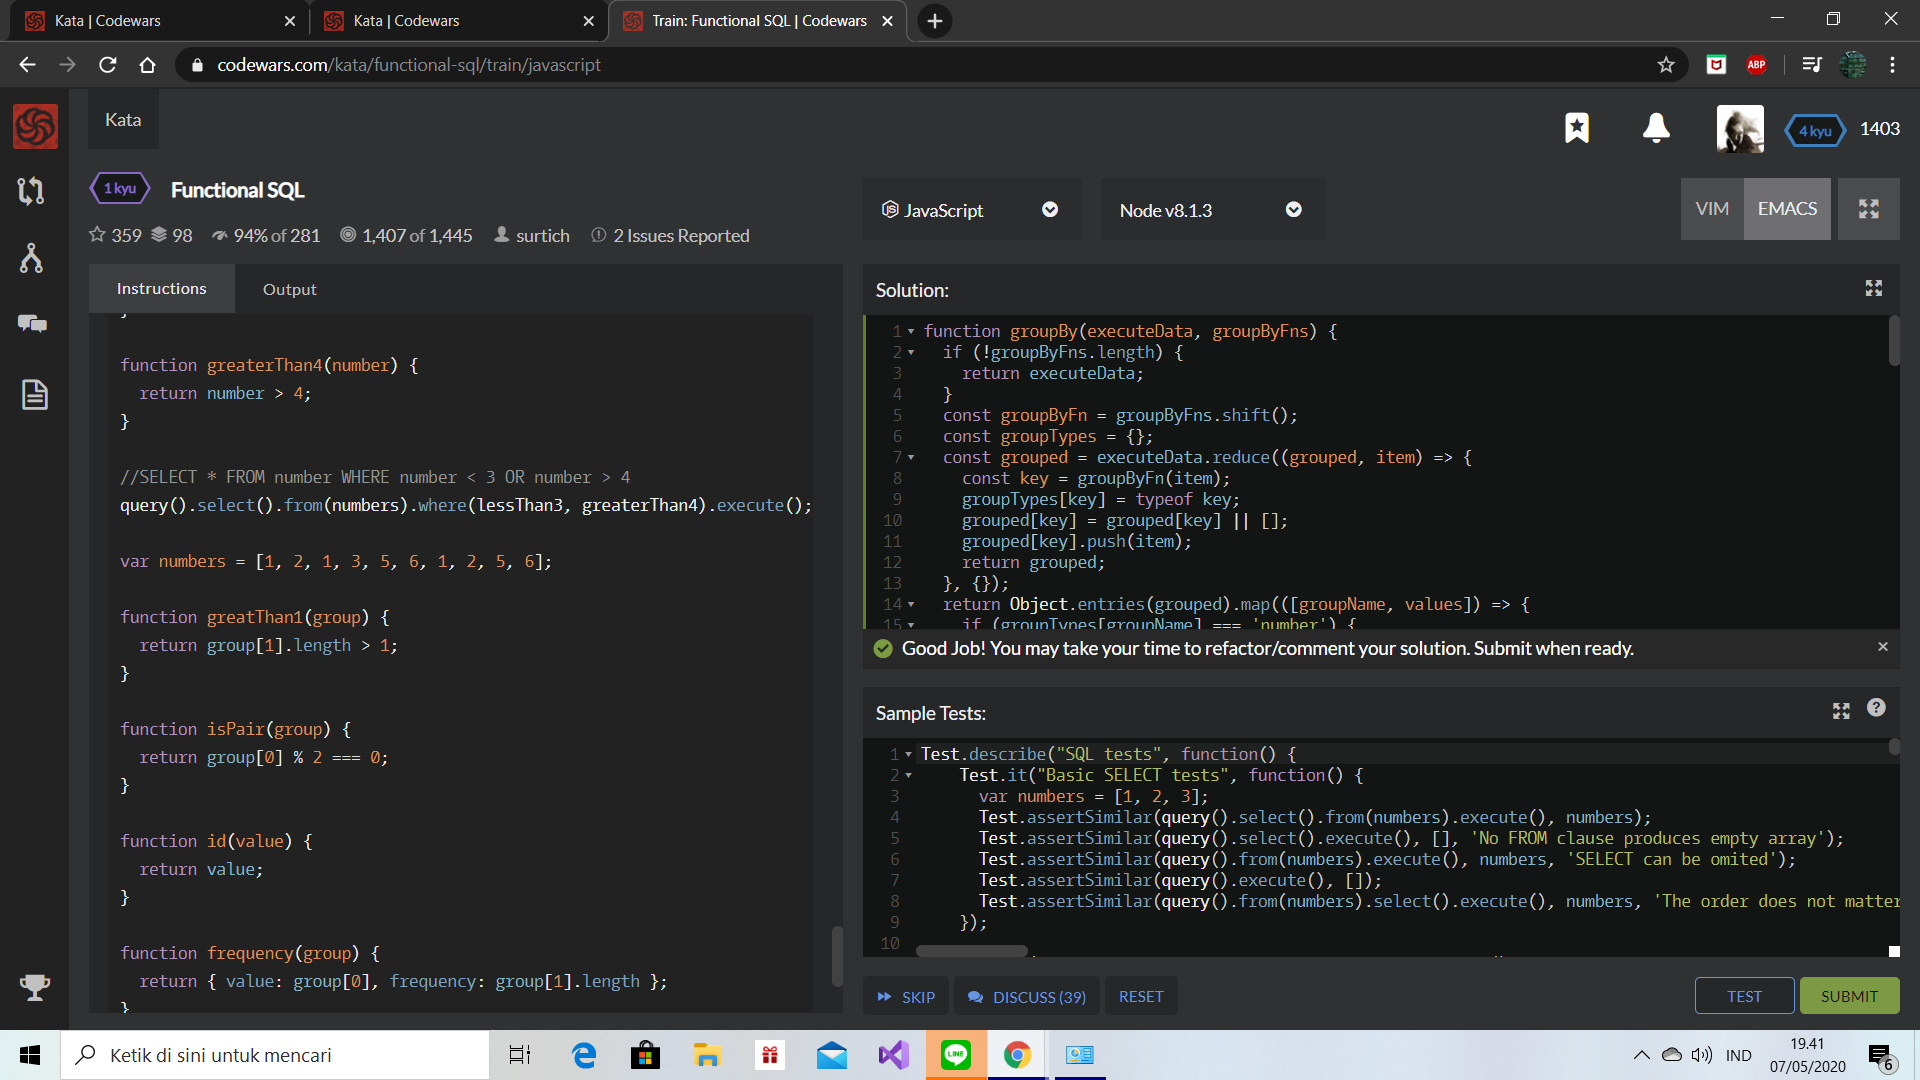 Kata | Codewars
Kata | Codewars
Train: Functional SQL | Codewars
codewars.com/kata/functional-sql/train/javascript
ABP
Kata
4 kyu
1403
1 kyu
Functional SQL
359
98
94% of 281
1,407 of 1,445
surtich
2 Issues Reported
JavaScript
Node v8.1.3
VIM
EMACS
Instructions
Output
}
function greaterThan4(number) {
return number > 4;
}
//SELECT * FROM number WHERE number < 3 OR number > 4
query().select().from(numbers).where(lessThan3, greaterThan4).execute();
var numbers = [1, 2, 1, 3, 5, 6, 1, 2, 5, 6];
function greatThan1(group) {
return group[1].length > 1;
}
function isPair(group) {
return group[0] % 2 === 0;
}
function id(value) {
return value;
}
function frequency(group) {
return { value: group[0], frequency: group[1].length };
}
Solution:
1 function groupBy(executeData, groupByFns) {
2 if (!groupByFns.length) {
3 return executeData;
4 }
5 const groupByFn = groupByFns.shift();
6 const groupTypes = {};
7 const grouped = executeData.reduce((grouped, item) => {
8 const key = groupByFn(item);
9 groupTypes[key] = typeof key;
10 grouped[key] = grouped[key] || [];
11 grouped[key].push(item);
12 return grouped;
13 }, {});
14 return Object.entries(grouped).map(([groupName, values]) => {
15 if (groupTypes[groupName] === 'number') {
Good Job! You may take your time to refactor/comment your solution. Submit when ready.
Sample Tests:
1 Test.describe("SQL tests", function() {
2 Test.it("Basic SELECT tests", function() {
3 var numbers = [1, 2, 3];
4 Test.assertSimilar(query().select().from(numbers).execute(), numbers);
5 Test.assertSimilar(query().select().execute(), [], 'No FROM clause produces empty array');
6 Test.assertSimilar(query().from(numbers).execute(), numbers, 'SELECT can be omited');
7 Test.assertSimilar(query().execute(), []);
8 Test.assertSimilar(query().from(numbers).select().execute(), numbers, 'The order does not matter
9 });
10
SKIP
DISCUSS (39)
RESET
TEST
SUBMIT
Ketik di sini untuk mencari
LINE
IND
19.41
07/05/2020
6